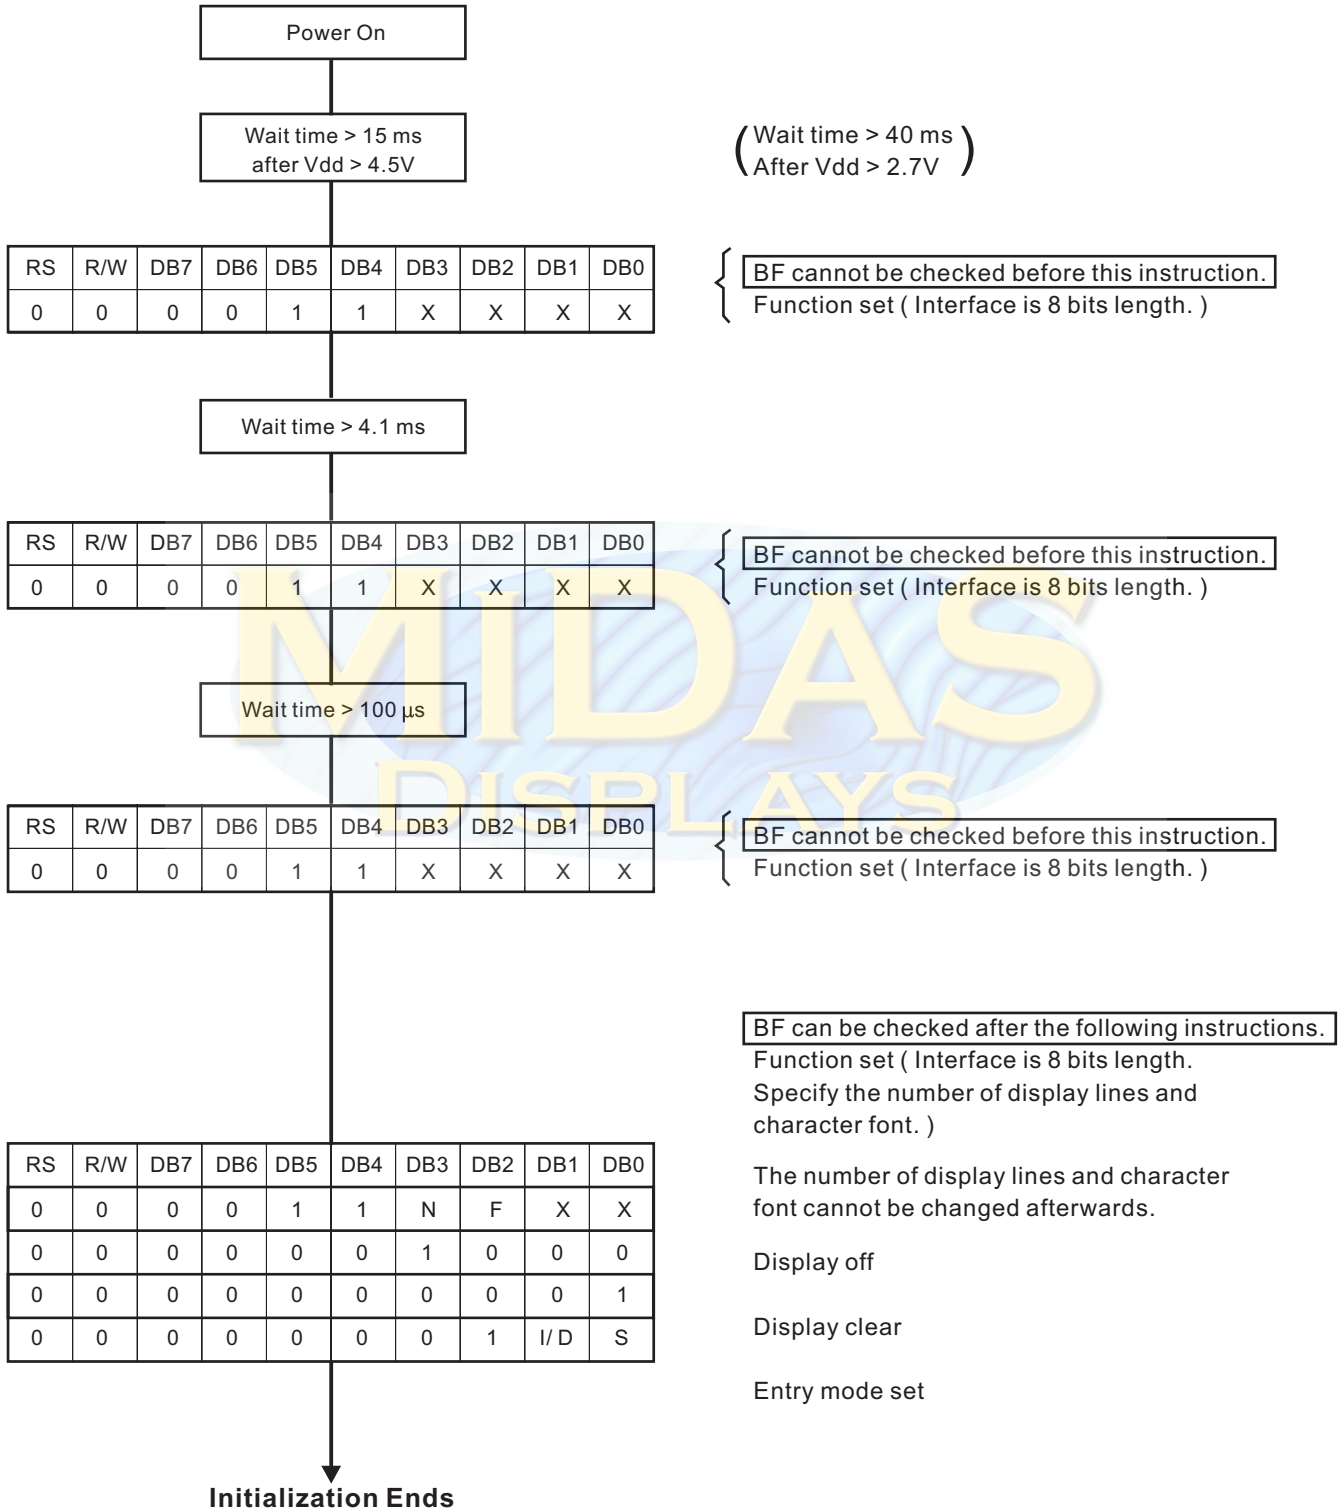 Power On
Wait time > 15 ms
after Vdd > 4.5V
(Wait time > 40 ms
After Vdd > 2.7V)
RS R/W DB7 DB6 DB5 DB4 DB3 DB2 DB1 DB0
0 0 0 0 1 1 X X X X
BF cannot be checked before this instruction.
Function set ( Interface is 8 bits length. )
Wait time > 4.1 ms
RS R/W DB7 DB6 DB5 DB4 DB3 DB2 DB1 DB0
0 0 0 0 1 1 X X X X
BF cannot be checked before this instruction.
Function set ( Interface is 8 bits length. )
MIDAS
DISPLAYS
Wait time > 100 µs
RS R/W DB7 DB6 DB5 DB4 DB3 DB2 DB1 DB0
0 0 0 0 1 1 X X X X
BF cannot be checked before this instruction.
Function set ( Interface is 8 bits length. )
BF can be checked after the following instructions.
Function set ( Interface is 8 bits length.
Specify the number of display lines and
character font. )
RS R/W DB7 DB6 DB5 DB4 DB3 DB2 DB1 DB0
0 0 0 0 1 1 N F X X
0 0 0 0 0 0 1 0 0 0
0 0 0 0 0 0 0 0 0 1
0 0 0 0 0 0 0 1 I/ D S
The number of display lines and character
font cannot be changed afterwards.
Display off
Display clear
Entry mode set
Initialization Ends